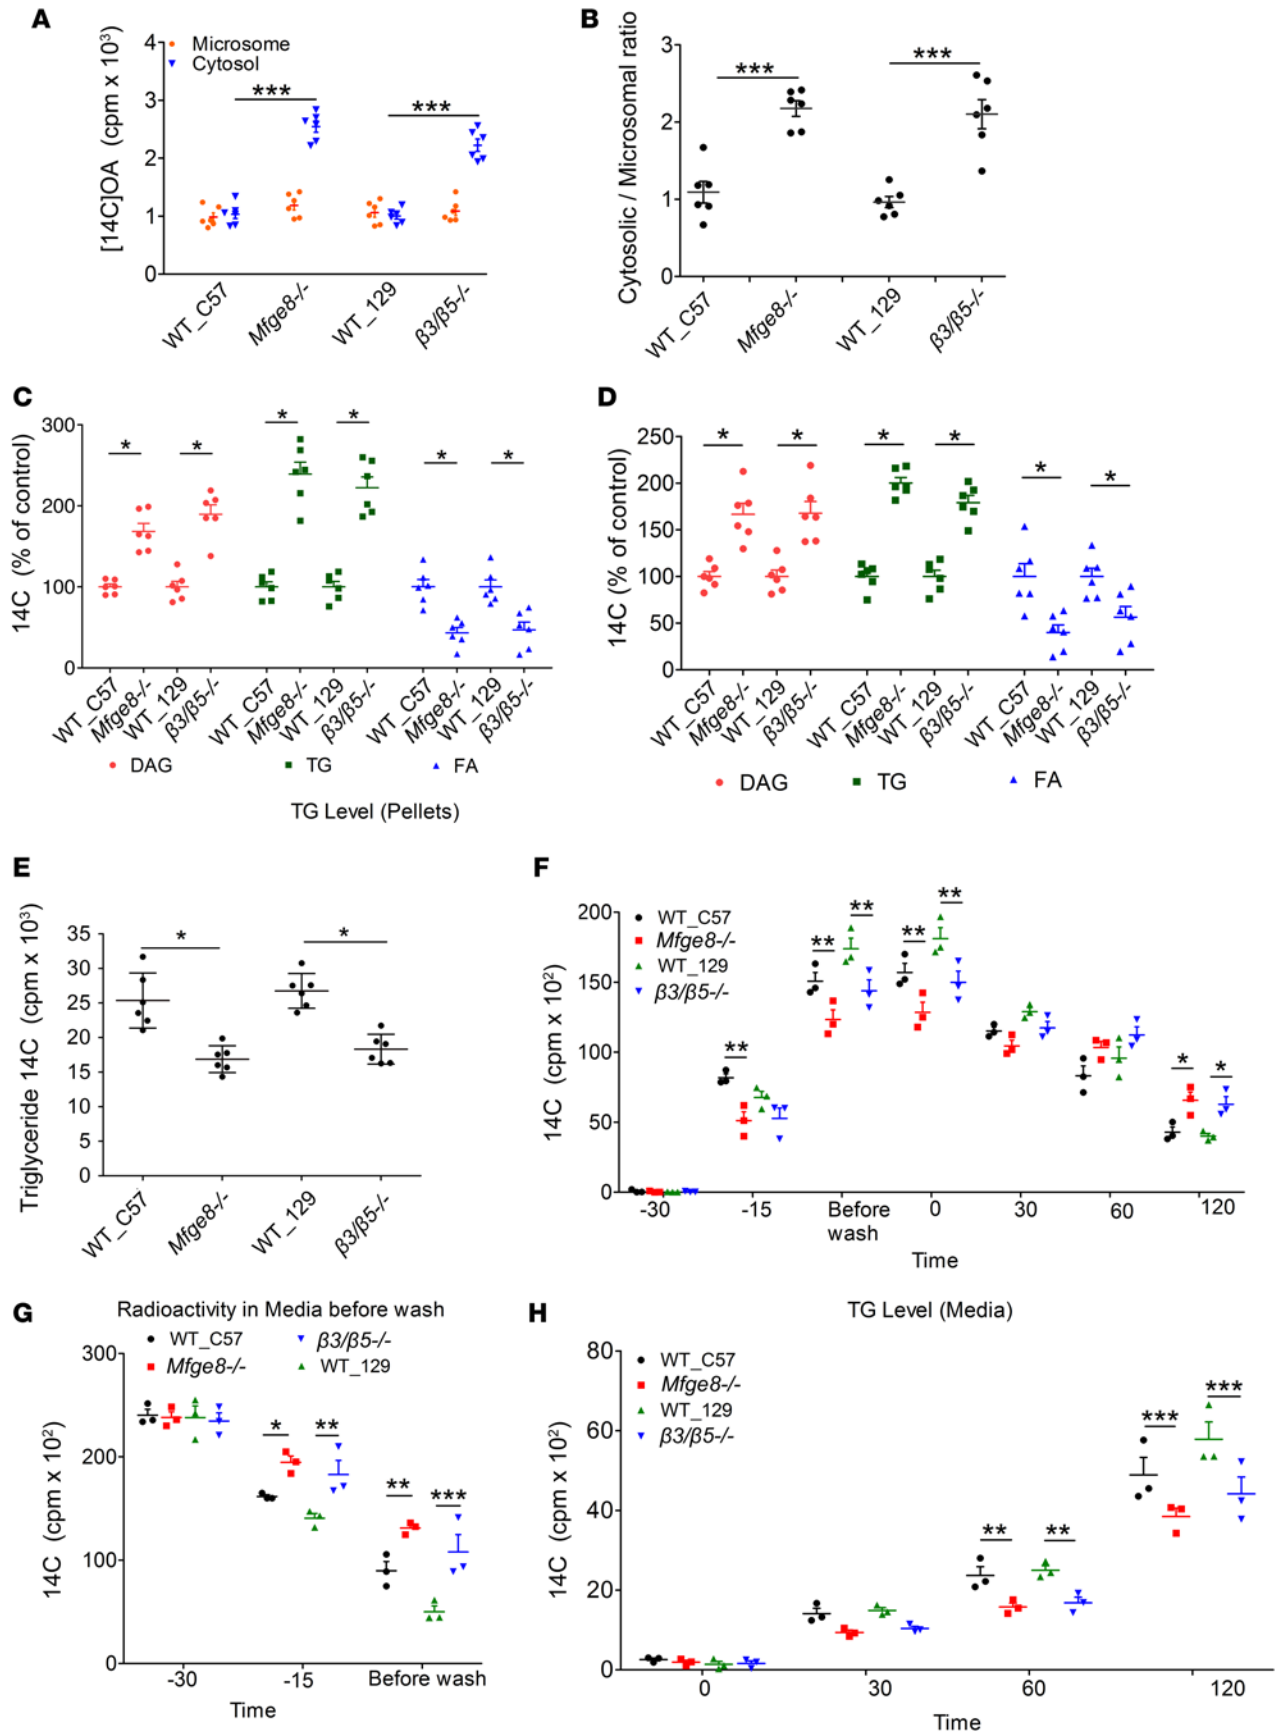 A
[14C]OA (cpm x 10³)
4
3
2
1
0
Microsome
Cytosol
***
***
WT_C57
Mfge8-/-
WT_129
β3/β5-/-
B
Cytosolic / Microsomal ratio
3
2
1
0
***
***
WT_C57
Mfge8-/-
WT_129
β3/β5-/-
C
14C (% of control)
300
200
100
0
*
*
*
*
*
*
WT_C57
Mfge8-/-
WT_129
β3/β5-/-
WT_C57
Mfge8-/-
WT_129
β3/β5-/-
WT_C57
Mfge8-/-
WT_129
β3/β5-/-
DAG
TG
FA
TG Level (Pellets)
D
14C (% of control)
250
200
150
100
50
0
*
*
*
*
*
*
WT_C57
Mfge8-/-
WT_129
β3/β5-/-
WT_C57
Mfge8-/-
WT_129
β3/β5-/-
WT_C57
Mfge8-/-
WT_129
β3/β5-/-
DAG
TG
FA
E
Triglyceride 14C (cpm x 10³)
35
30
25
20
15
10
5
0
*
*
WT_C57
Mfge8-/-
WT_129
β3/β5-/-
F
14C (cpm x 10²)
200
150
100
50
0
WT_C57
Mfge8-/-
WT_129
β3/β5-/-
**
**
**
**
**
*
*
-30
-15
Before
wash
0
30
60
120
Time
G
Radioactivity in Media before wash
WT_C57
β3/β5-/-
Mfge8-/-
WT_129
14C (cpm x 10²)
300
200
100
0
*
**
**
***
-30
-15
Before wash
Time
H
TG Level (Media)
14C (cpm x 10²)
80
60
40
20
0
WT_C57
Mfge8-/-
WT_129
β3/β5-/-
**
**
***
***
0
30
60
120
Time